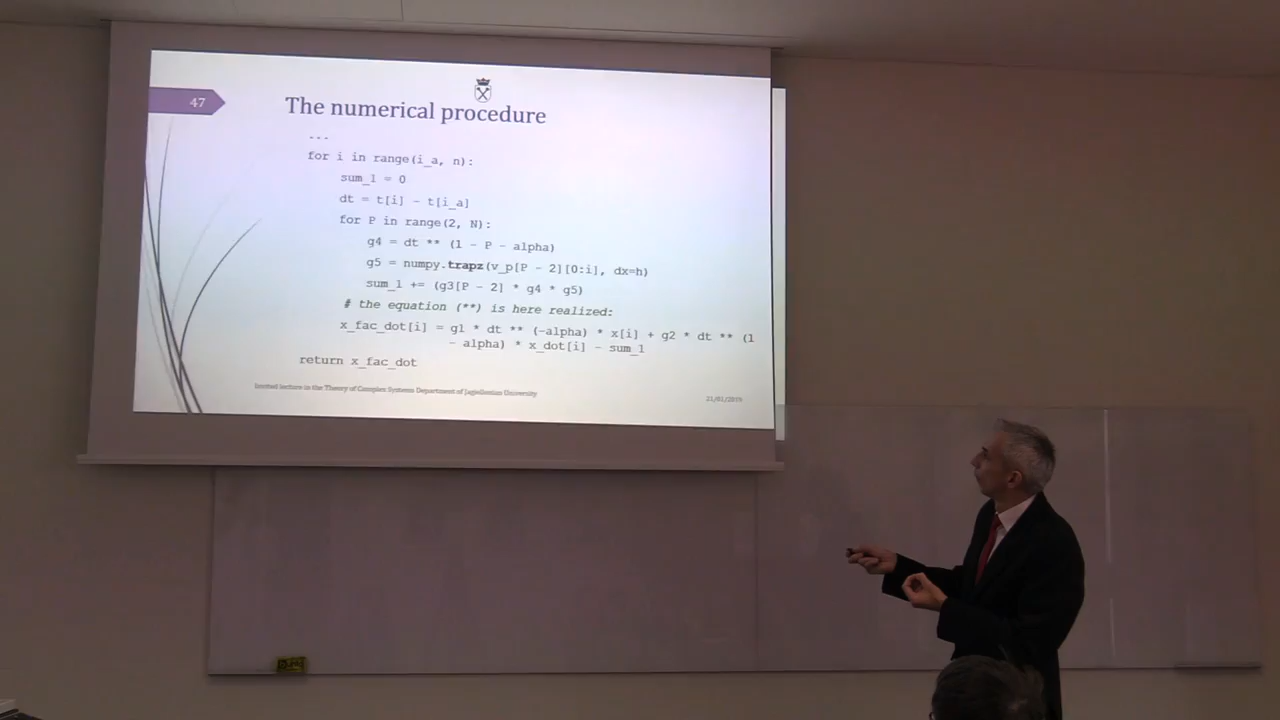 47
The numerical procedure
...
for i in range(i_a, n):
sum_1 = 0
dt = t[i] - t[i_a]
for P in range(2, N):
g4 = dt ** (1 - P - alpha)
g5 = numpy.trapz(v_p[P - 2][0:i], dx=h)
sum_1 += (g3[P - 2] * g4 * g5)
# the equation (**) is here realized:
x_fac_dot[i] = g1 * dt ** (-alpha) * x[i] + g2 * dt ** (1
- alpha) * x_dot[i] - sum_1
return x_fac_dot
lecture in the Theory of Complex Systems Department of Jagiellonian University
21/01/2019